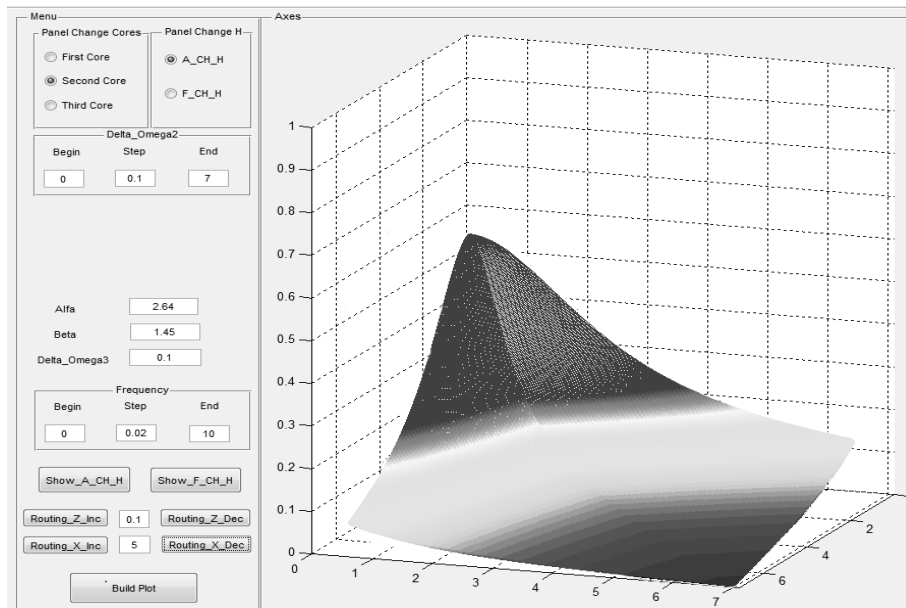 Menu
Panel Change Cores
First Core
Second Core
Third Core
Panel Change H
A_CH_H
F_CH_H
Delta_Omega2
Begin Step End
0 0.1 7
Alfa 2.64
Beta 1.45
Delta_Omega3 0.1
Frequency
Begin Step End
0 0.02 10
Show_A_CH_H Show_F_CH_H
Routing_Z_Inc 0.1 Routing_Z_Dec
Routing_X_Inc 5 Routing_X_Dec
Build Plot
Axes
1
0.9
0.8
0.7
0.6
0.5
0.4
0.3
0.2
0.1
0
0 1 2 3 4 5 6 7
2
4
6